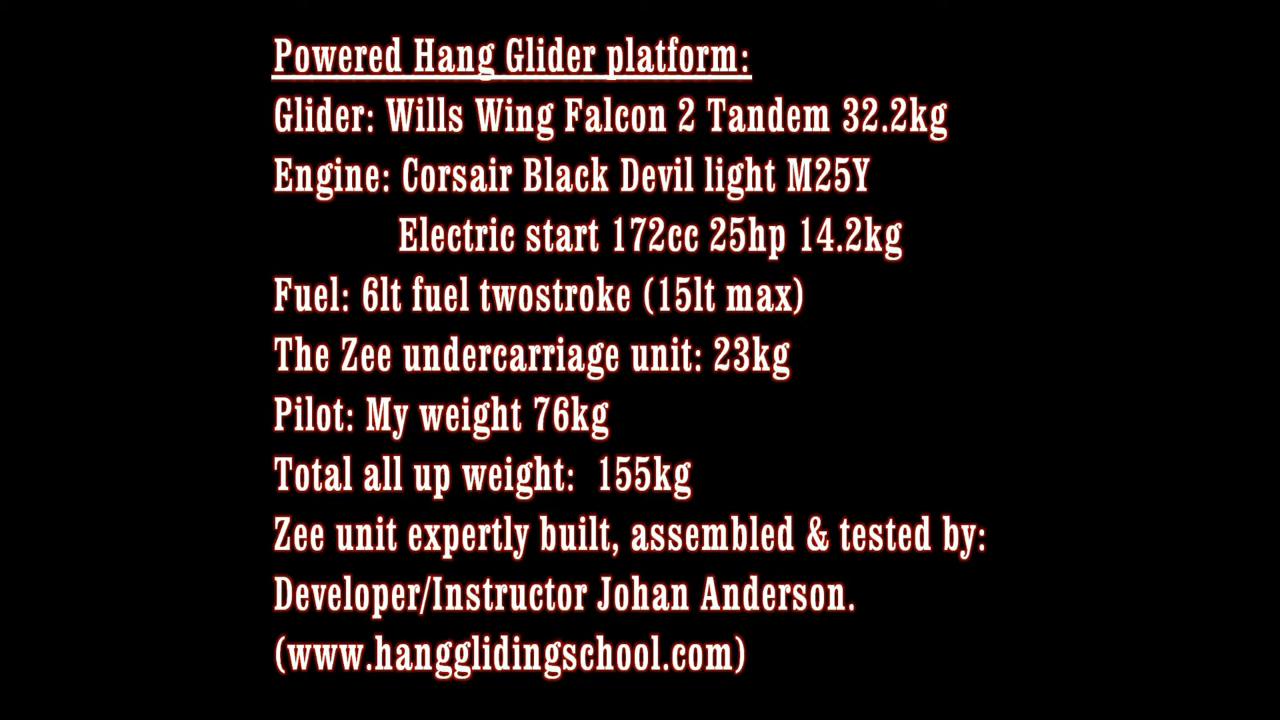 Powered Hang Glider platform:
Glider: Wills Wing Falcon 2 Tandem 32.2kg
Engine: Corsair Black Devil light M25Y
Electric start 172cc 25hp 14.2kg
Fuel: 6lt fuel twostroke (15lt max)
The Zee undercarriage unit: 23kg
Pilot: My weight 76kg
Total all up weight:  155kg
Zee unit expertly built, assembled & tested by:
Developer/Instructor Johan Anderson.
(www.hangglidingschool.com)